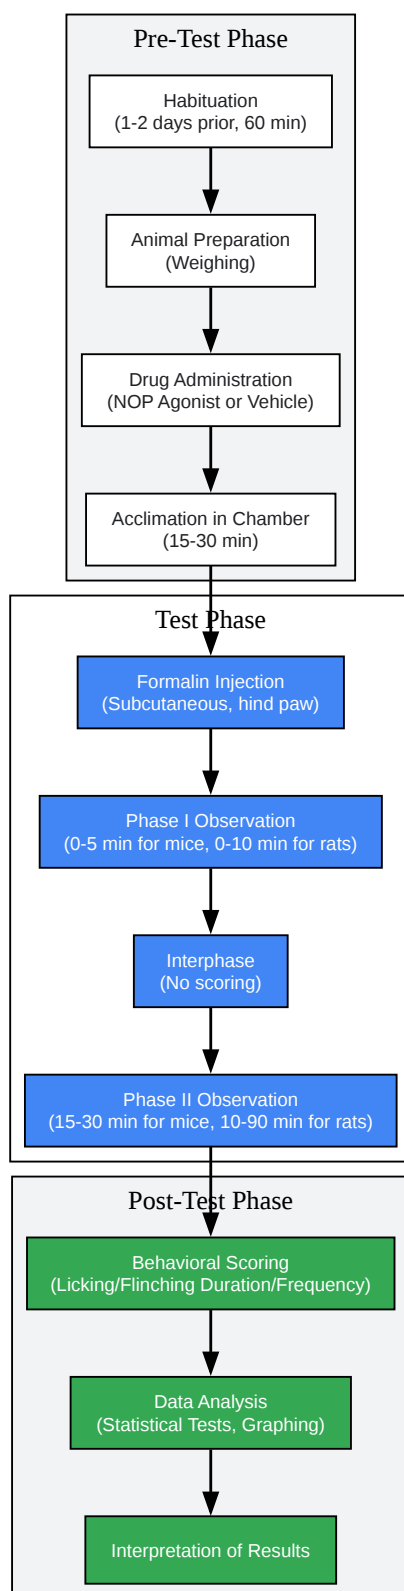 Pre-Test Phase
Habituation
(1-2 days prior, 60 min)
Animal Preparation
(Weighing)
Drug Administration
(NOP Agonist or Vehicle)
Acclimation in Chamber
(15-30 min)
Test Phase
Formalin Injection
(Subcutaneous, hind paw)
Phase I Observation
(0-5 min for mice, 0-10 min for rats)
Interphase
(No scoring)
Phase II Observation
(15-30 min for mice, 10-90 min for rats)
Post-Test Phase
Behavioral Scoring
(Licking/Flinching Duration/Frequency)
Data Analysis
(Statistical Tests, Graphing)
Interpretation of Results